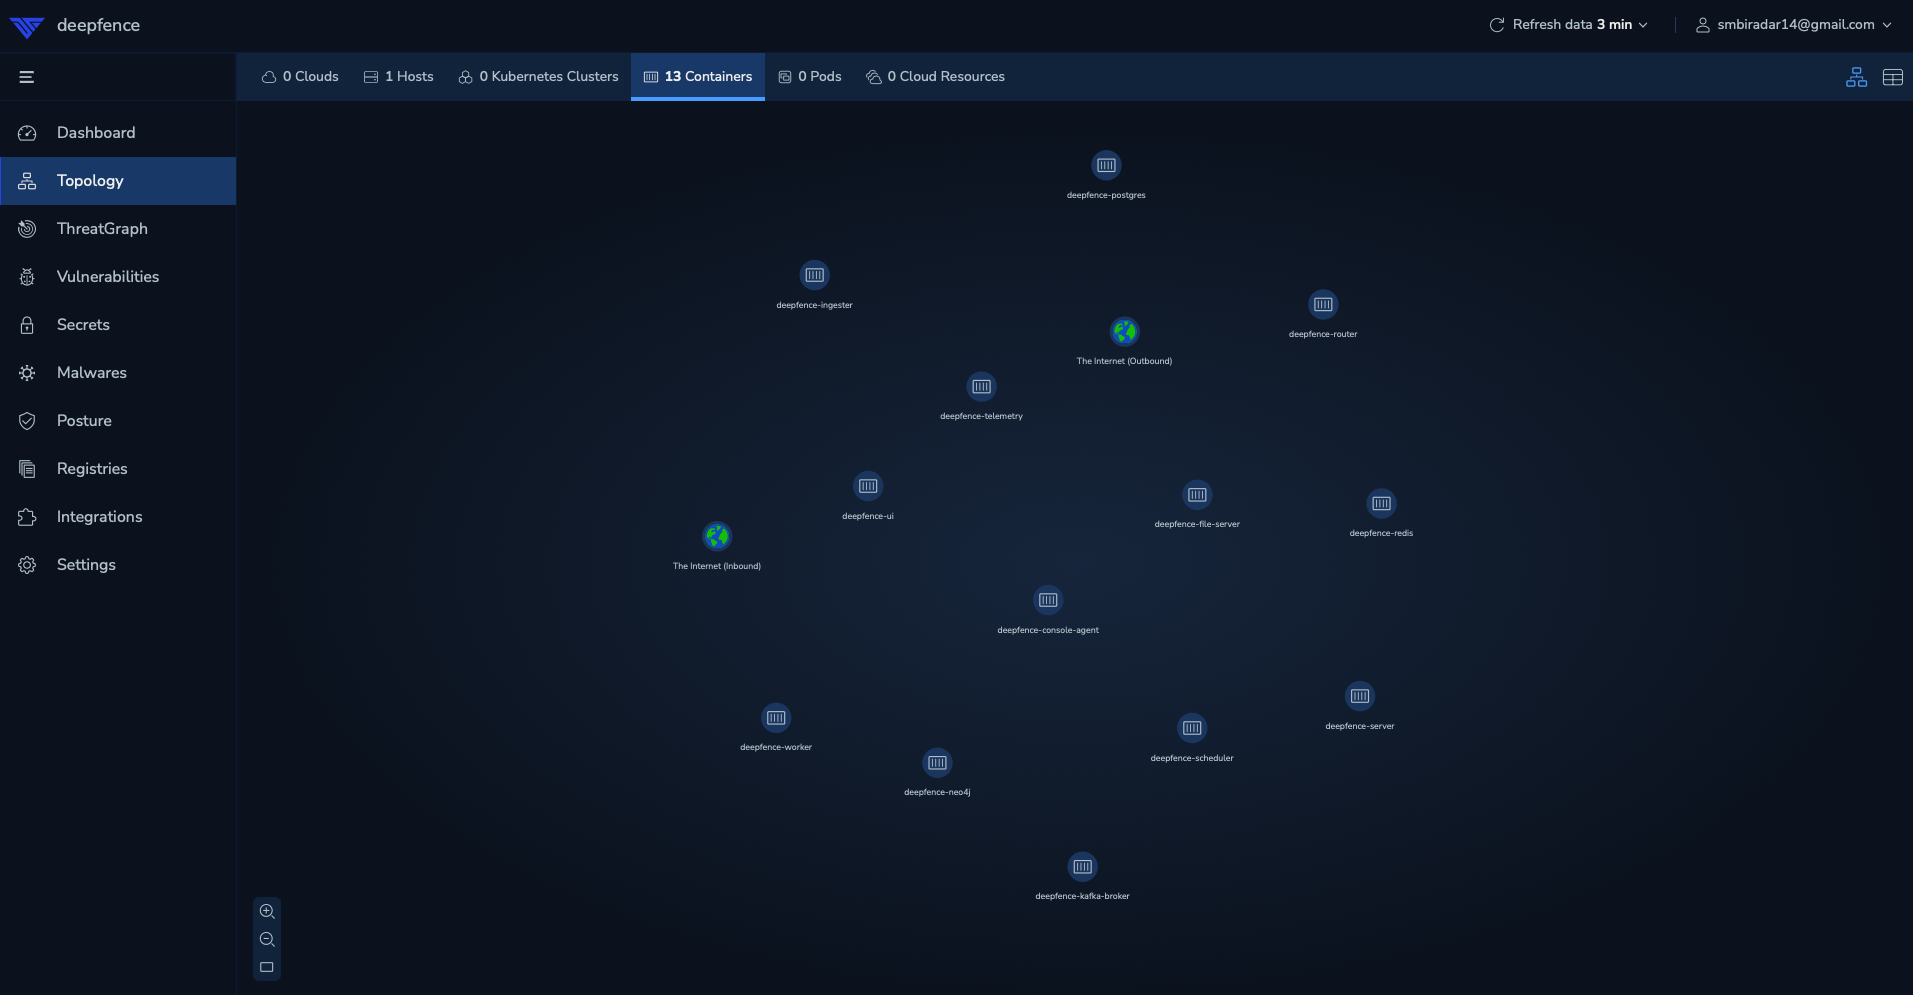 deepfence
Refresh data 3 min
smbiradar14@gmail.com
0 Clouds
1 Hosts
0 Kubernetes Clusters
13 Containers
0 Pods
0 Cloud Resources
Dashboard
Topology
ThreatGraph
Vulnerabilities
Secrets
Malwares
Posture
Registries
Integrations
Settings
deepfence-postgres
deepfence-ingester
deepfence-router
The Internet (Outbound)
deepfence-telemetry
deepfence-ui
deepfence-file-server
deepfence-redis
The Internet (Inbound)
deepfence-console-agent
deepfence-server
deepfence-worker
deepfence-scheduler
deepfence-neo4j
deepfence-kafka-broker